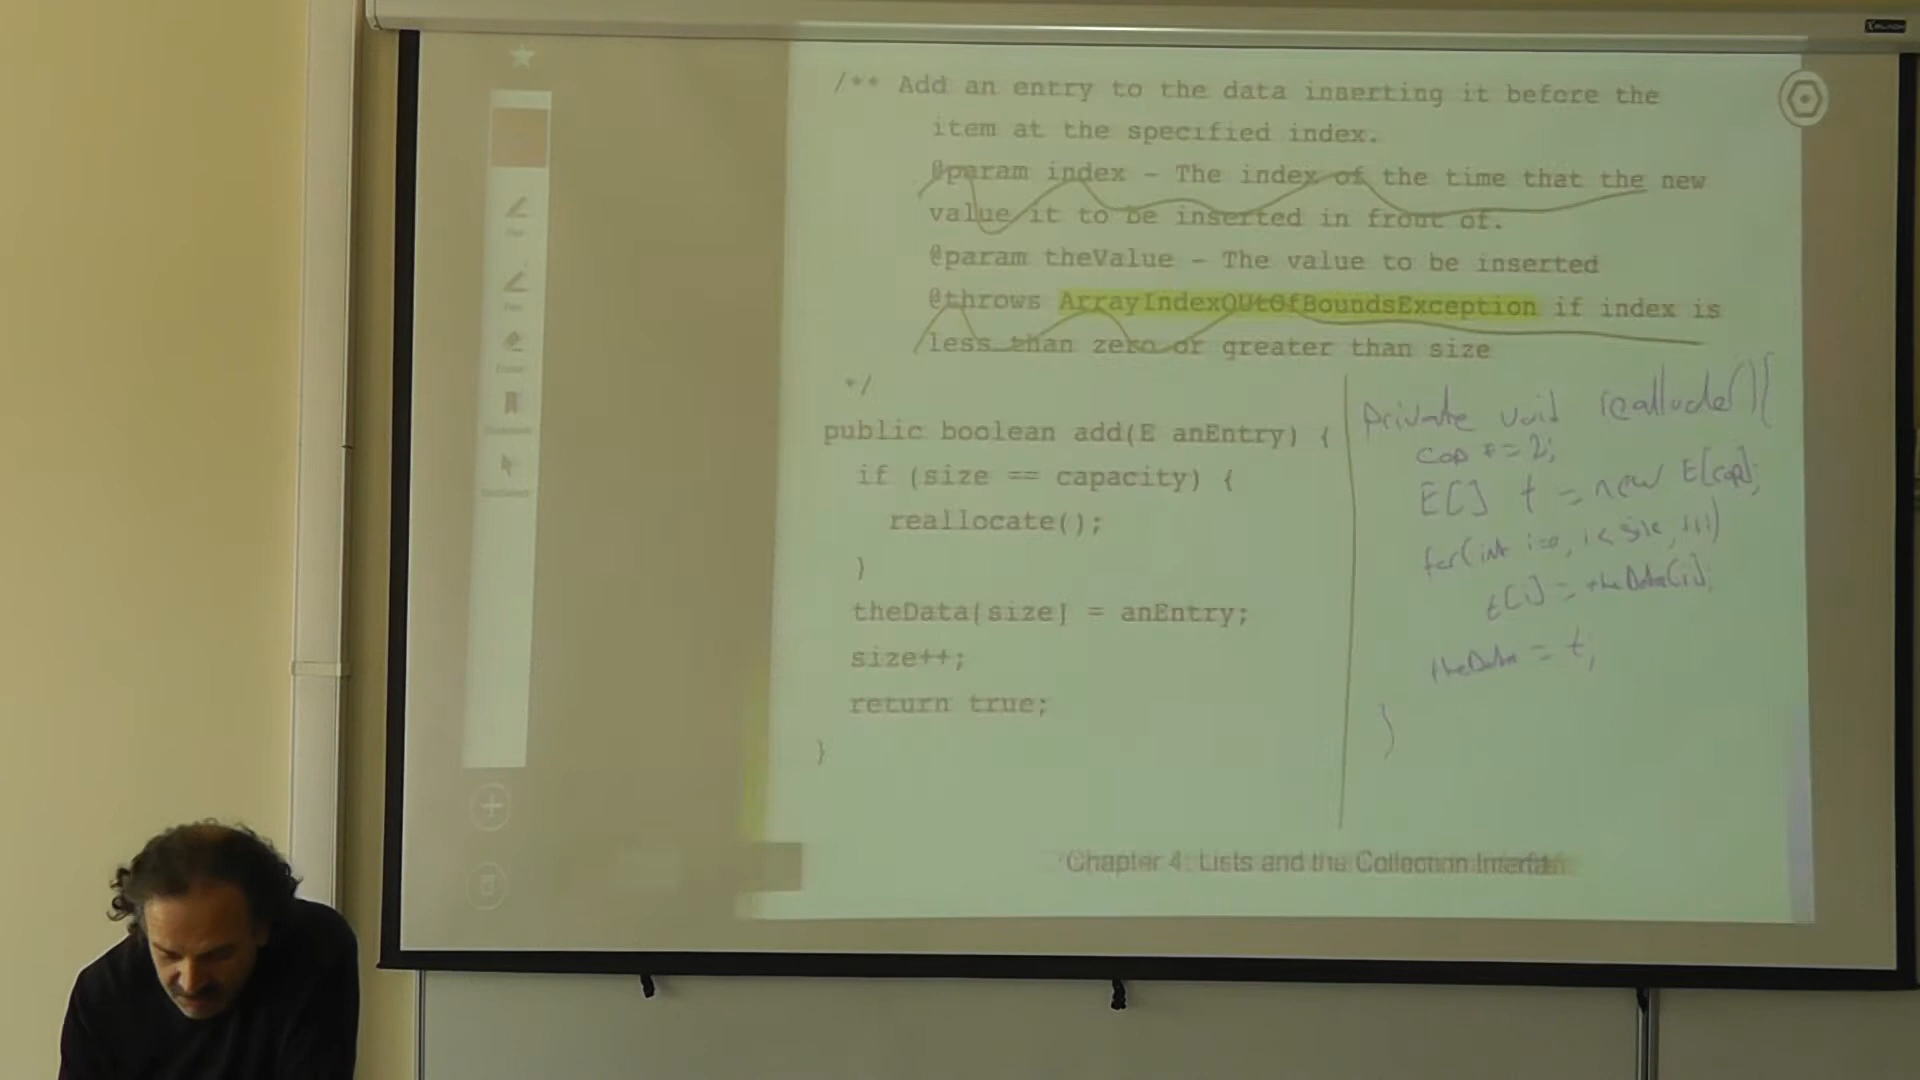 /** Add an entry to the data inserting it before the
item at the specified index.
@param index - The index of the time that the new
value it to be inserted in front of.
@param theValue - The value to be inserted
@throws ArrayIndexOUtOfBoundsException if index is
less than zero or greater than size
*/
public boolean add(E anEntry) {
if (size == capacity) {
reallocate();
}
theData[size] = anEntry;
size++;
return true;
}
private void reallocate(){
cap *= 2;
E[] t = new E[cap];
for(int i=0, i< size, i++)
t[i] = theData[i];
theData = t;
}
Chapter 4: Lists and the Collection